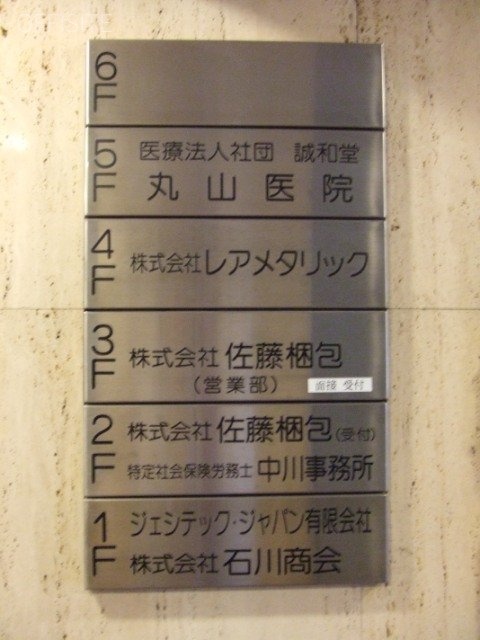 6F
5F 医療法人社団 誠和堂
丸山医院
4F 株式会社レアメタリック
3F 株式会社 佐藤梱包
(営業部) 面接 受付
2F 株式会社 佐藤梱包(受付)
特定社会保険労務士 中川事務所
1F ジェシテック・ジャパン有限会社
株式会社 石川商会